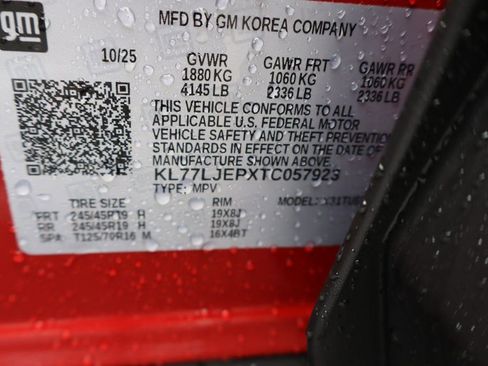 gm
MFD BY GM KOREA COMPANY
10/25 GVWR GAWR FRT GAWR RR
1880 KG 1060 KG 1060 KG
4145 LB 2336 LB 2336 LB
THIS VEHICLE CONFORMS TO ALL
APPLICABLE U.S. FEDERAL MOTOR
VEHICLE SAFETY AND THEFT PREVENTION
STANDARDS IN EFFECT ON THE DATE OF
MANUFACTURE SHOWN
KL77LJEPXTC057923
TYPE: MPV MODEL:
TIRE SIZE RIM
FRT 245/45R19 H 19X8J
RR 245/45R19 H 19X8J
SPA T125/70R16 M 16X4BT